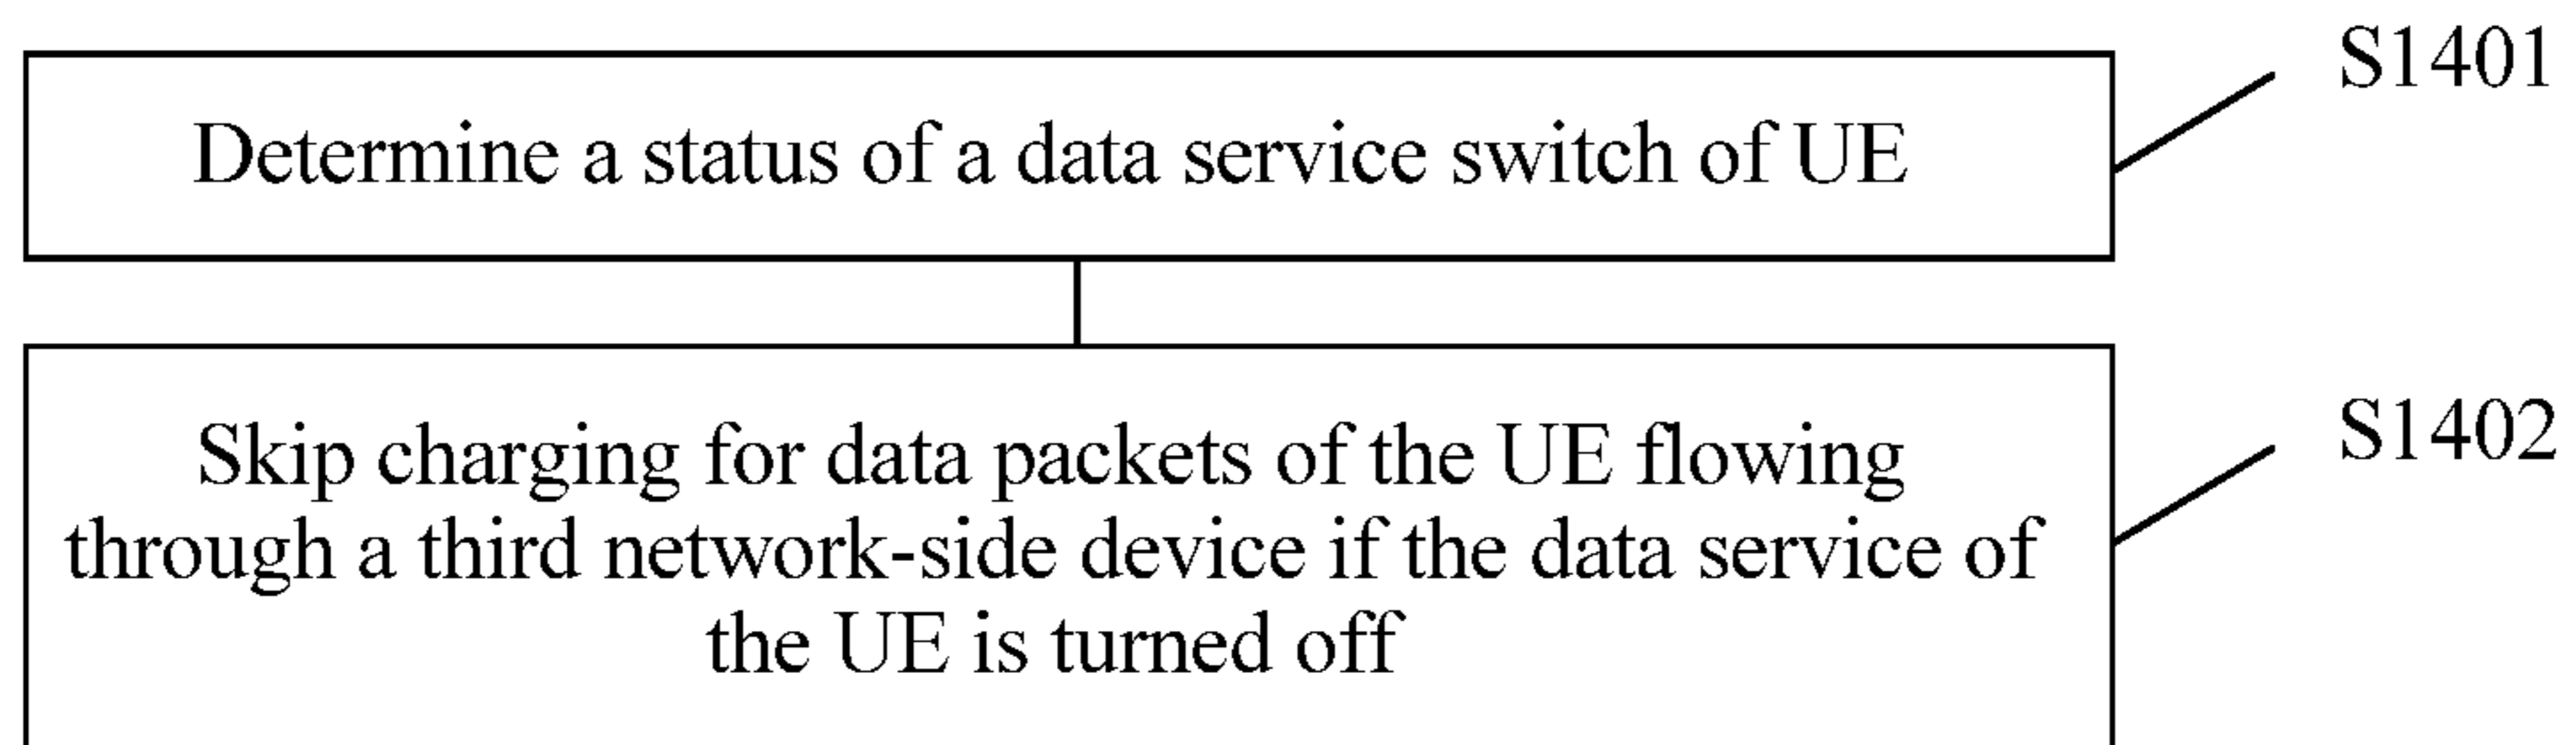 S1401
Determine a status of a data service switch of UE
S1402
Skip charging for data packets of the UE flowing
through a third network-side device if the data service of
the UE is turned off